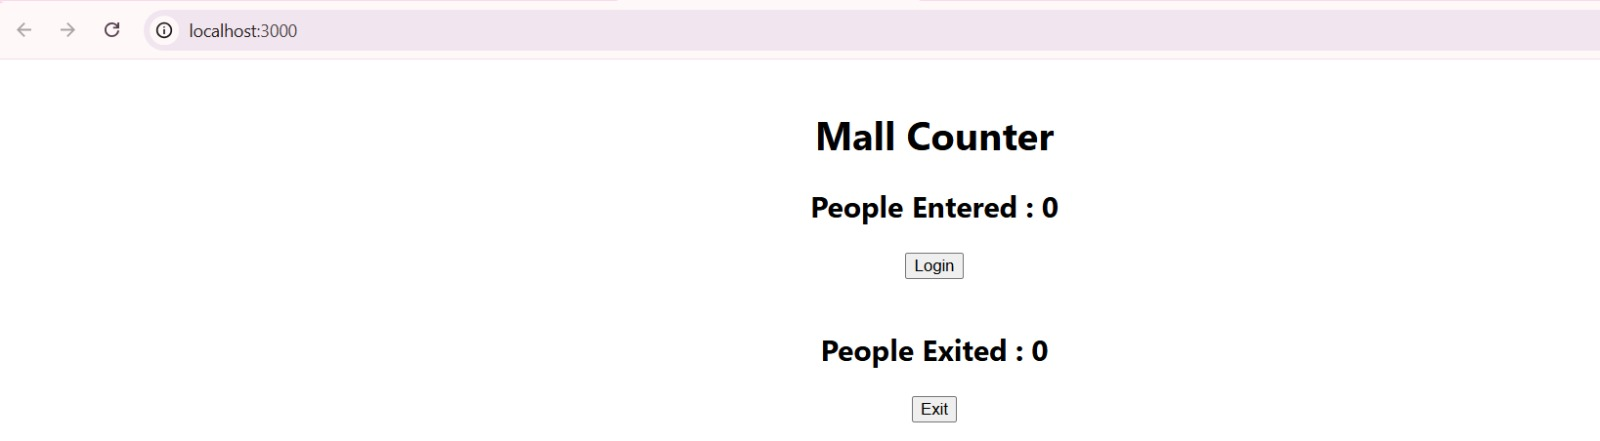 localhost:3000
Mall Counter
People Entered : 0
Login
People Exited : 0
Exit